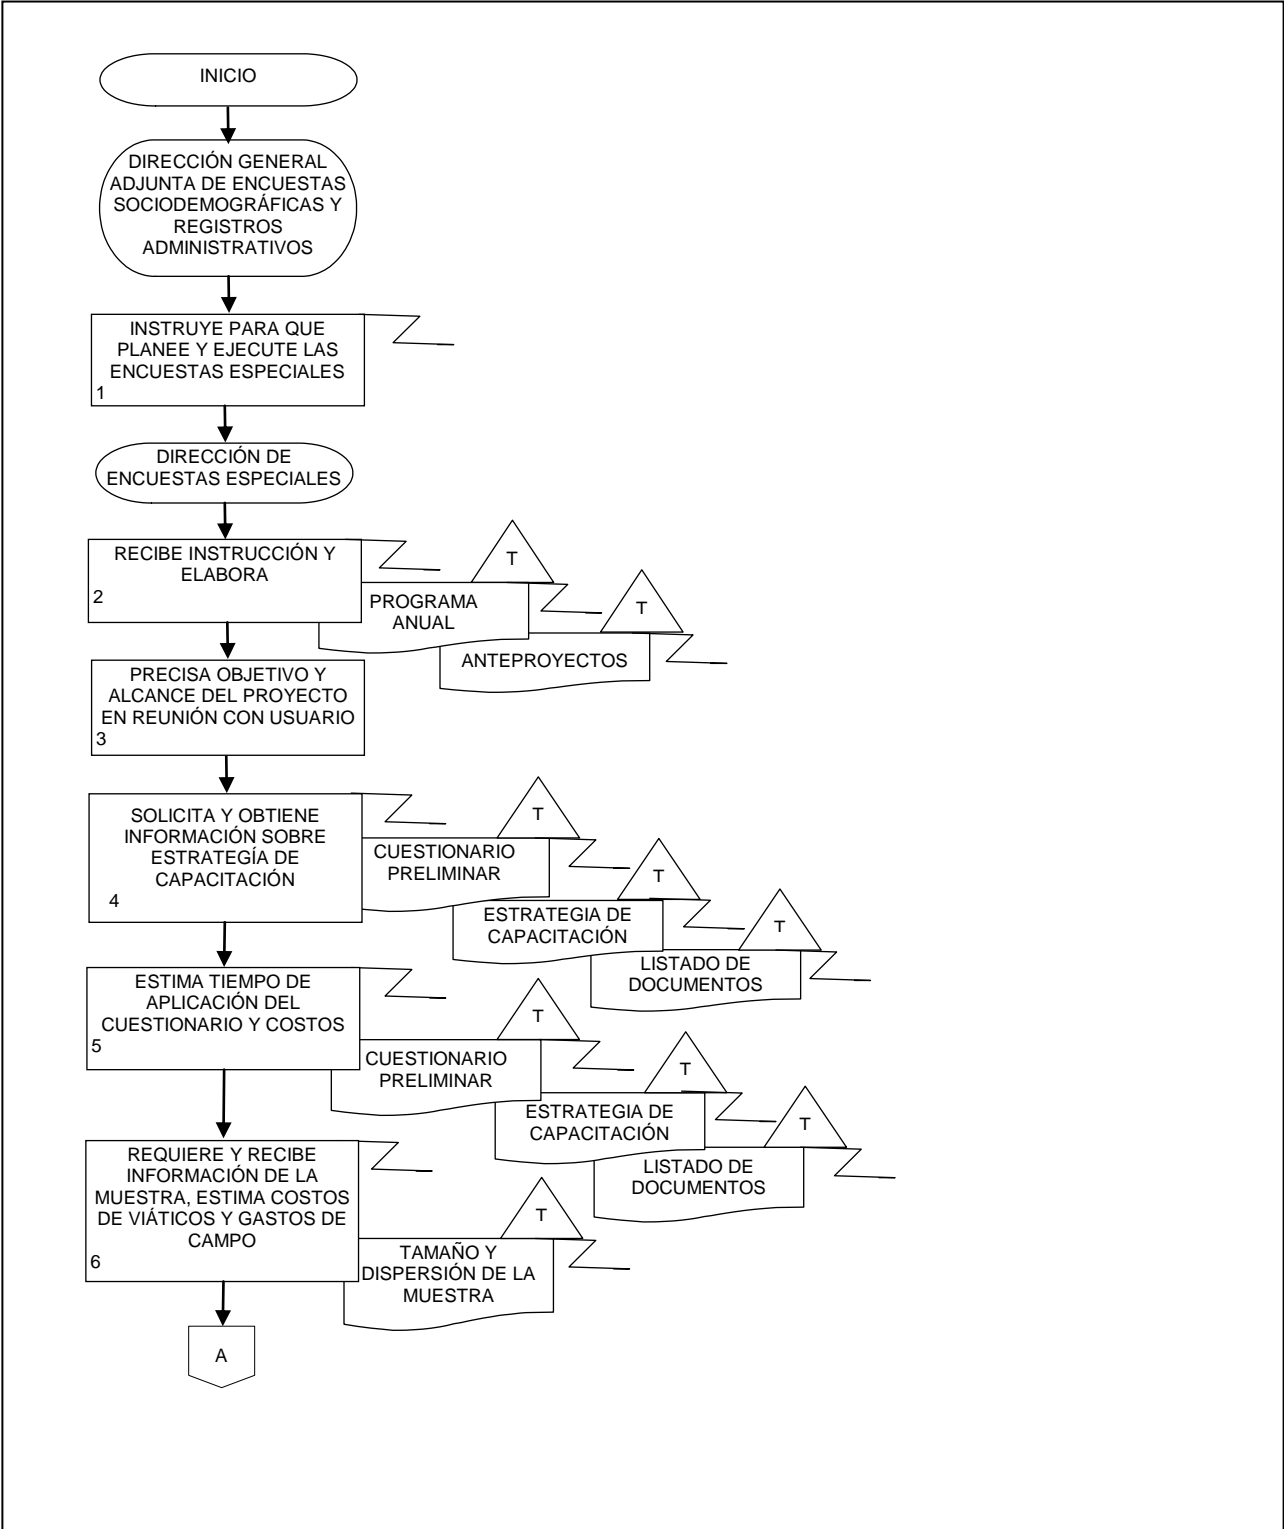 INICIO
DIRECCIÓN GENERAL
ADJUNTA DE ENCUESTAS
SOCIODEMOGRÁFICAS Y
REGISTROS
ADMINISTRATIVOS
INSTRUYE PARA QUE
PLANEE Y EJECUTE LAS
ENCUESTAS ESPECIALES
1
DIRECCIÓN DE
ENCUESTAS ESPECIALES
RECIBE INSTRUCCIÓN Y
ELABORA
2
T
PROGRAMA
ANUAL
T
ANTEPROYECTOS
PRECISA OBJETIVO Y
ALCANCE DEL PROYECTO
EN REUNIÓN CON USUARIO
3
SOLICITA Y OBTIENE
INFORMACIÓN SOBRE
ESTRATEGÍA DE
CAPACITACIÓN
4
T
CUESTIONARIO
PRELIMINAR
T
ESTRATEGIA DE
CAPACITACIÓN
T
LISTADO DE
DOCUMENTOS
ESTIMA TIEMPO DE
APLICACIÓN DEL
CUESTIONARIO Y COSTOS
5
T
CUESTIONARIO
PRELIMINAR
T
ESTRATEGIA DE
CAPACITACIÓN
T
LISTADO DE
DOCUMENTOS
REQUIERE Y RECIBE
INFORMACIÓN DE LA
MUESTRA, ESTIMA COSTOS
DE VIÁTICOS Y GASTOS DE
CAMPO
6
T
TAMAÑO Y
DISPERSIÓN DE LA
MUESTRA
A